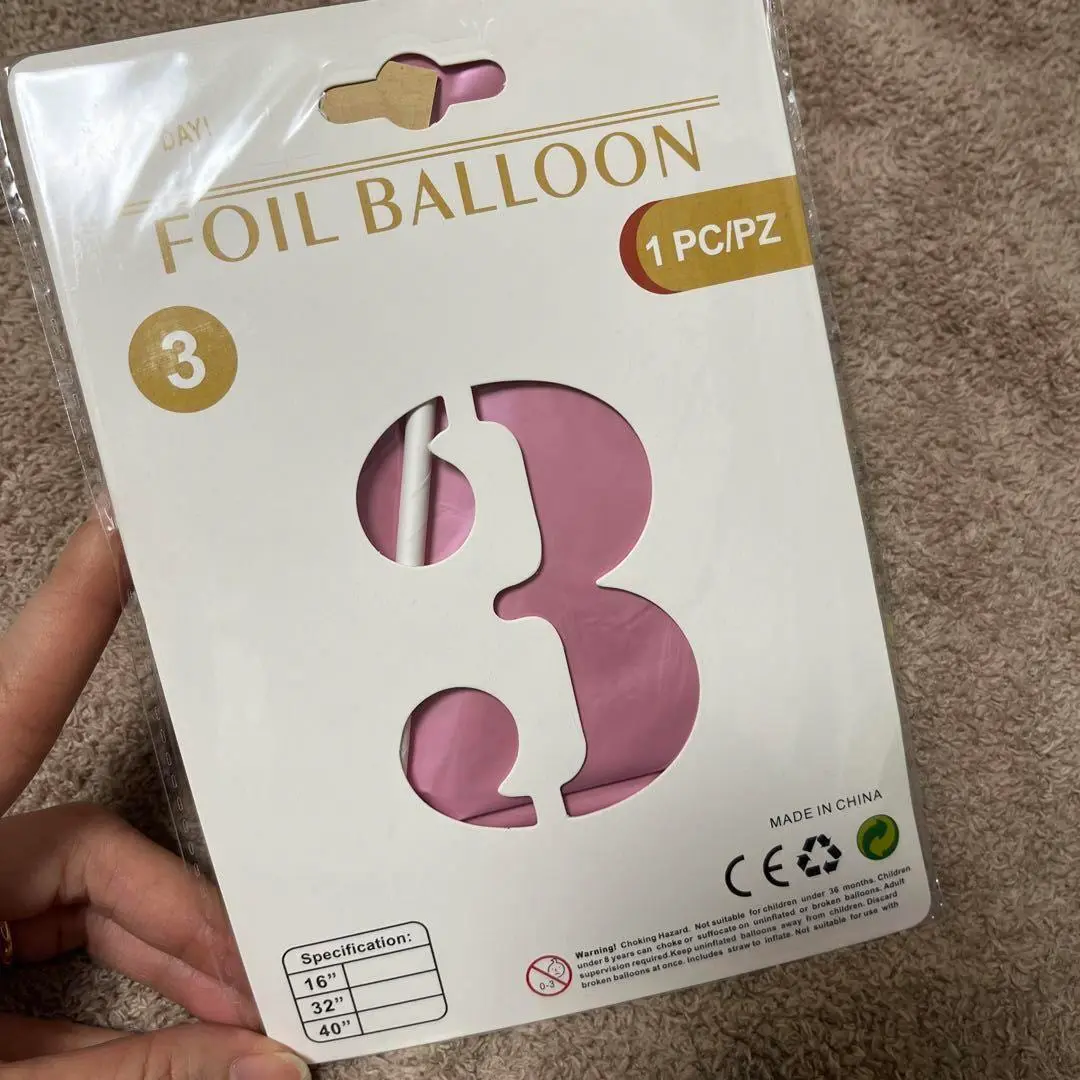 DAY!
FOIL BALLOON
1 PC/PZ
3
MADE IN CHINA
CE
Specification:
16”
32”
40”
0-3
Warning! Choking Hazard. Not suitable for children under 36 months. Children
under 8 years can choke or suffocate on uninflated or broken balloons. Adult
supervision required.Keep uninflated balloons away from children. Discard
broken balloons at once. Includes straw to inflate. Not suitable for use with